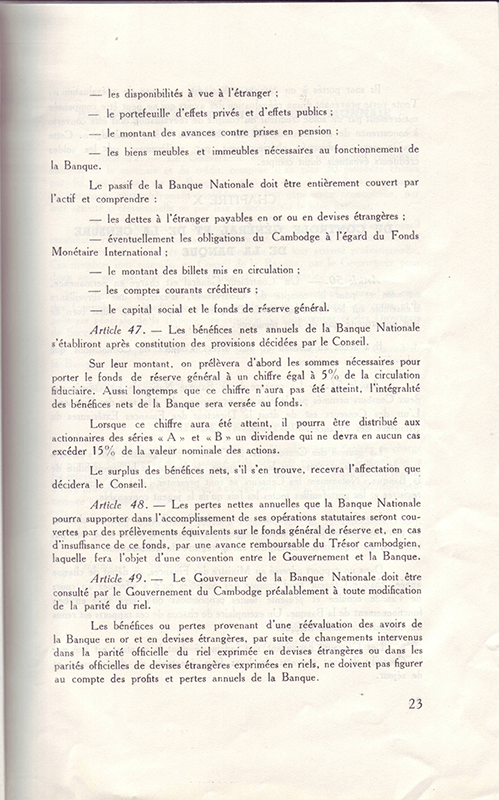 — les disponibilités à vue à l'étranger ;
— le portefeuille d'effets privés et d'effets publics ;
— le montant des avances contre prises en pension ;
— les biens meubles et immeubles nécessaires au fonctionnement de
la Banque.
Le passif de la Banque Nationale doit être entièrement couvert par
l'actif et comprendre :
— les dettes à l'étranger payables en or ou en devises étrangères ;
— éventuellement les obligations du Cambodge à l'égard du Fonds
Monétaire International ;
— le montant des billets mis en circulation ;
— les comptes courants créditeurs ;
— le capital social et le fonds de réserve général.
Article 47. — Les bénéfices nets annuels de la Banque Nationale
s'établiront après constitution des provisions décidées par le Conseil.
Sur leur montant, on prélèvera d'abord les sommes nécessaires pour
porter le fonds de réserve général à un chiffre égal à 5% de la circulation
fiduciaire. Aussi longtemps que ce chiffre n'aura pas été atteint, l'intégralité
des bénéfices nets de la Banque sera versée au fonds.
Lorsque ce chiffre aura été atteint, il pourra être distribué aux
actionnaires des séries « A » et « B » un dividende qui ne devra en aucun cas
excéder 15% de la valeur nominale des actions.
Le surplus des bénéfices nets, s'il s'en trouve, recevra l'affectation que
décidera le Conseil.
Article 48. — Les pertes nettes annuelles que la Banque Nationale
pourra supporter dans l'accomplissement de ses opérations statutaires seront cou-
vertes par des prélèvements équivalents sur le fonds général de réserve et, en cas
d'insuffisance de ce fonds, par une avance remboursable du Trésor cambodgien,
laquelle fera l'objet d'une convention entre le Gouvernement et la Banque.
Article 49. — Le Gouverneur de la Banque Nationale doit être
consulté par le Gouvernement du Cambodge préalablement à toute modification
de la parité du riel.
Les bénéfices ou pertes provenant d'une réévaluation des avoirs de
la Banque en or et en devises étrangères, par suite de changements intervenus
dans la parité officielle du riel exprimée en devises étrangères ou dans les
parités officielles de devises étrangères exprimées en riels, ne doivent pas figurer
au compte des profits et pertes annuels de la Banque.
23